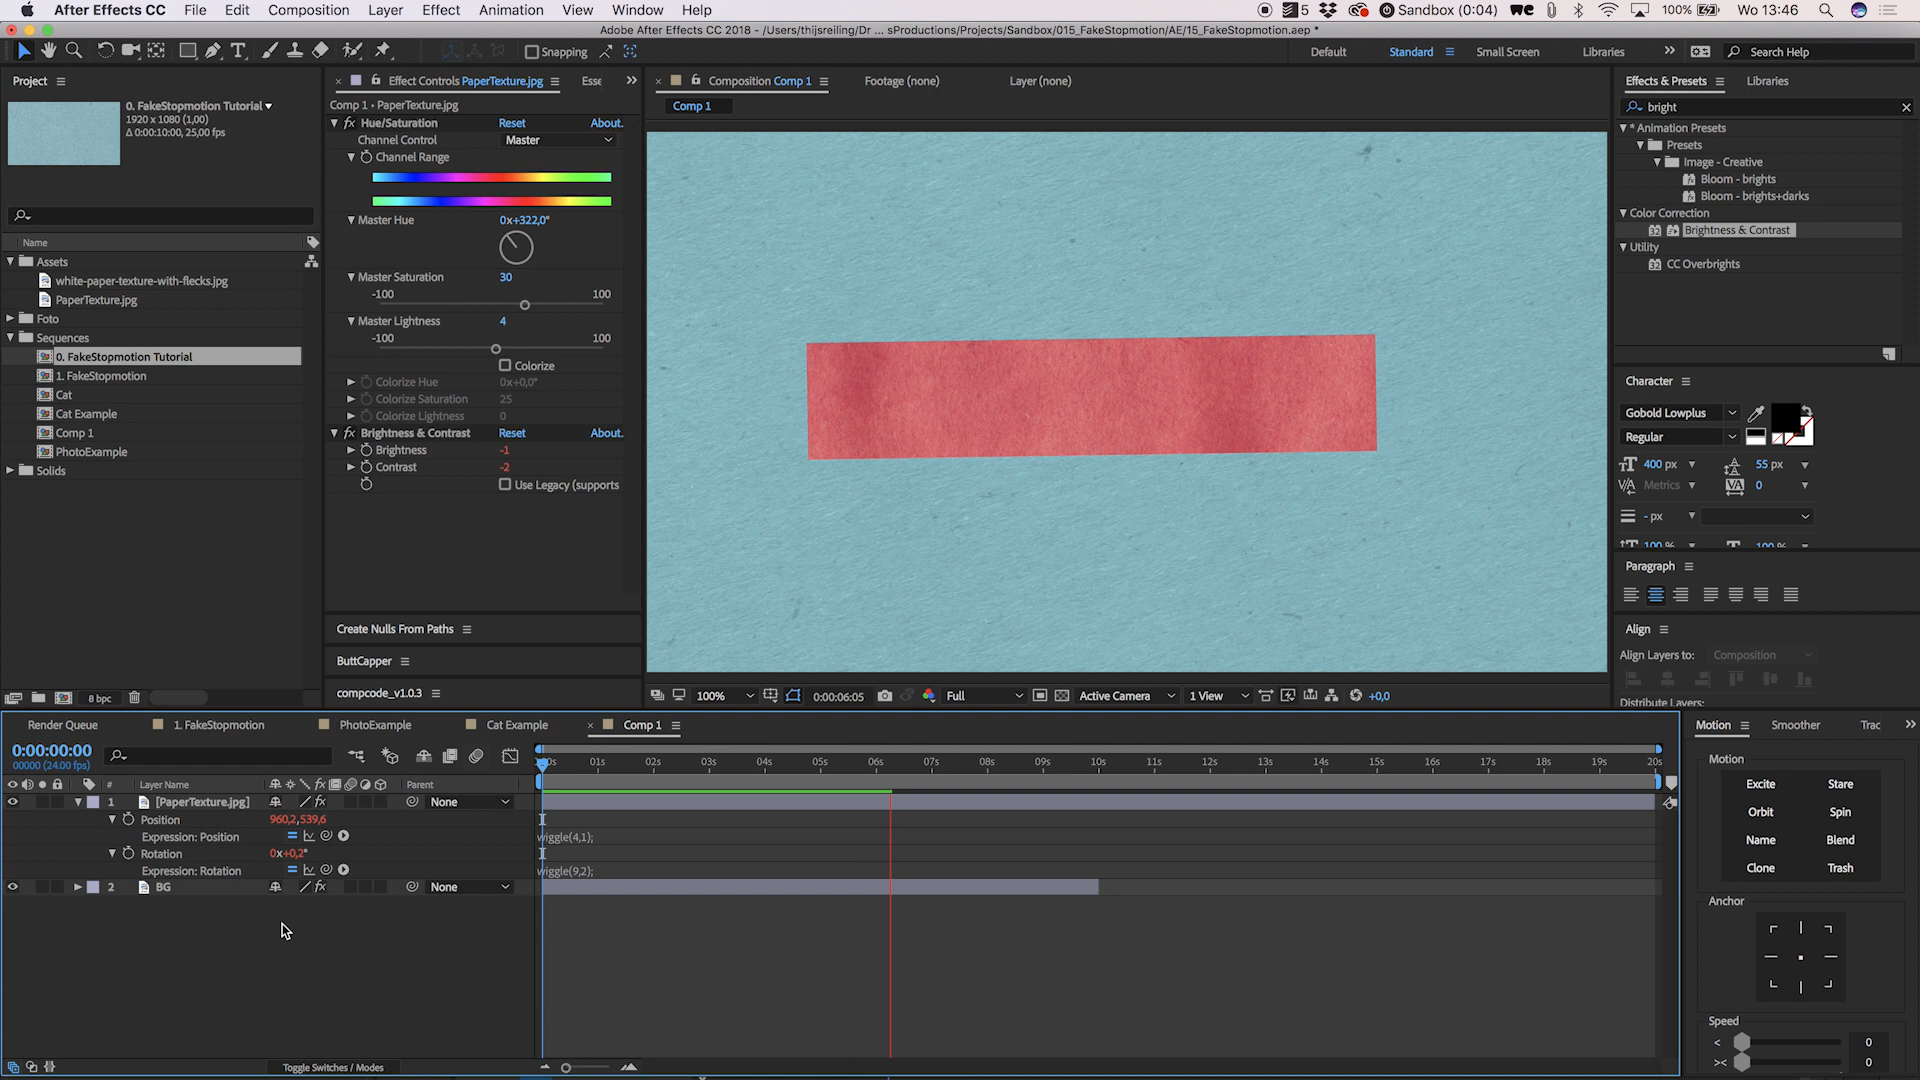 After Effects CC File Edit Composition Layer Effect Animation View Window Help
5 Sandbox (0:04) 100% Wo 13:46
Adobe After Effects CC 2018 - /Users/thijsreiling/Dr ... sProductions/Projects/Sandbox/015_FakeStopmotion/AE/15_FakeStopmotion.aep *
Snapping Default Standard Small Screen Libraries >> Search Help
Project
0. FakeStopmotion Tutorial
1920 x 1080 (1,00)
Δ 0:00:10:00, 25,00 fps
Name
Assets
white-paper-texture-with-flecks.jpg
PaperTexture.jpg
Foto
Sequences
0. FakeStopmotion Tutorial
1. FakeStopmotion
Cat
Cat Example
Comp 1
PhotoExample
Solids
8 bpc
Effect Controls PaperTexture.jpg Esse >>
Comp 1 • PaperTexture.jpg
fx Hue/Saturation Reset About.
Channel Control Master
Channel Range
Master Hue 0x+322,0°
Master Saturation 30
-100 100
Master Lightness 4
-100 100
Colorize
Colorize Hue 0x+0,0°
Colorize Saturation 25
Colorize Lightness 0
fx Brightness & Contrast Reset About.
Brightness -1
Contrast -2
Use Legacy (supports
Create Nulls From Paths
ButtCapper
compcode_v1.0.3
Composition Comp 1 Footage (none) Layer (none)
Comp 1
100% 0:00:06:05 Full Active Camera 1 View +0,0
Effects & Presets Libraries
bright
* Animation Presets
Presets
Image - Creative
Bloom - brights
Bloom - brights+darks
Color Correction
32 Brightness & Contrast
Utility
32 CC Overbrights
Character
Gobold Lowplus
Regular
400 px 55 px
Metrics 0
- px
100 % 100 %
Paragraph
Align
Align Layers to: Composition
Distribute Layers:
Render Queue 1. FakeStopmotion PhotoExample Cat Example Comp 1
0:00:00:00
00000 (24.00 fps)
01s 02s 03s 04s 05s 06s 07s 08s 09s 10s 11s 12s 13s 14s 15s 16s 17s 18s 19s 20s
# Layer Name fx Parent
1 [PaperTexture.jpg] fx None
Position 960,2,539,6
Expression: Position wiggle(4,1);
Rotation 0x+0,2°
Expression: Rotation wiggle(9,2);
2 BG fx None
Toggle Switches / Modes
Motion Smoother Trac >>
Motion
Excite Stare
Orbit Spin
Name Blend
Clone Trash
Anchor
Speed
< 0
>< 0